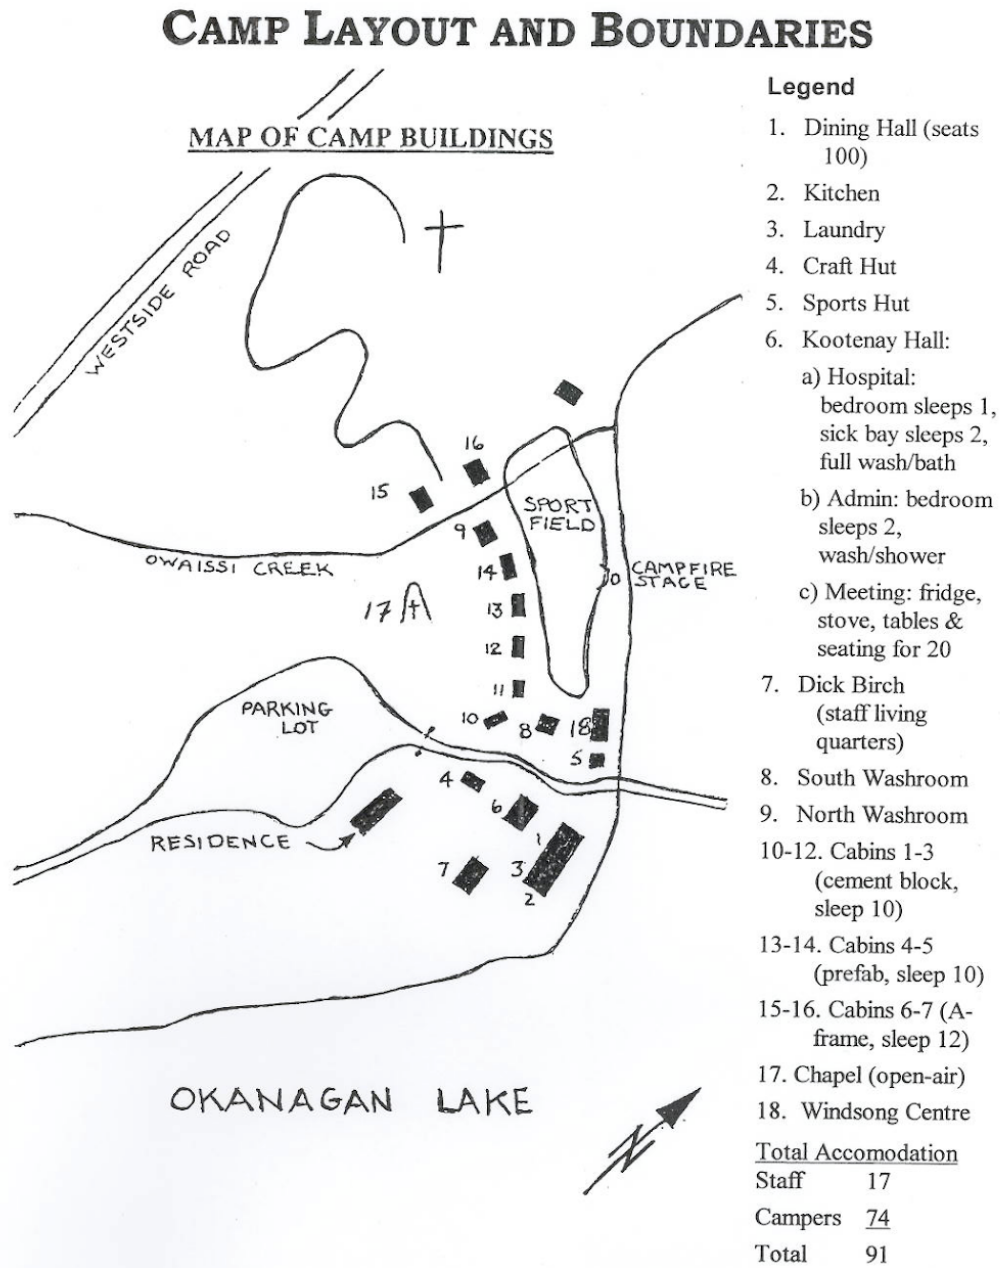 CAMP LAYOUT AND BOUNDARIES
MAP OF CAMP BUILDINGS
WESTSIDE ROAD
16
15
SPORT
FIELD
9
OWAISSI CREEK
14
CAMPFIRE
STAGE
17
13
12
11
PARKING
LOT
10
8
18
5
4
6
RESIDENCE
1
7
3
2
OKANAGAN LAKE
N
Legend
1. Dining Hall (seats
100)
2. Kitchen
3. Laundry
4. Craft Hut
5. Sports Hut
6. Kootenay Hall:
a) Hospital:
bedroom sleeps 1,
sick bay sleeps 2,
full wash/bath
b) Admin: bedroom
sleeps 2,
wash/shower
c) Meeting: fridge,
stove, tables &
seating for 20
7. Dick Birch
(staff living
quarters)
8. South Washroom
9. North Washroom
10-12. Cabins 1-3
(cement block,
sleep 10)
13-14. Cabins 4-5
(prefab, sleep 10)
15-16. Cabins 6-7 (A-
frame, sleep 12)
17. Chapel (open-air)
18. Windsong Centre
Total Accomodation
Staff 17
Campers 74
Total 91